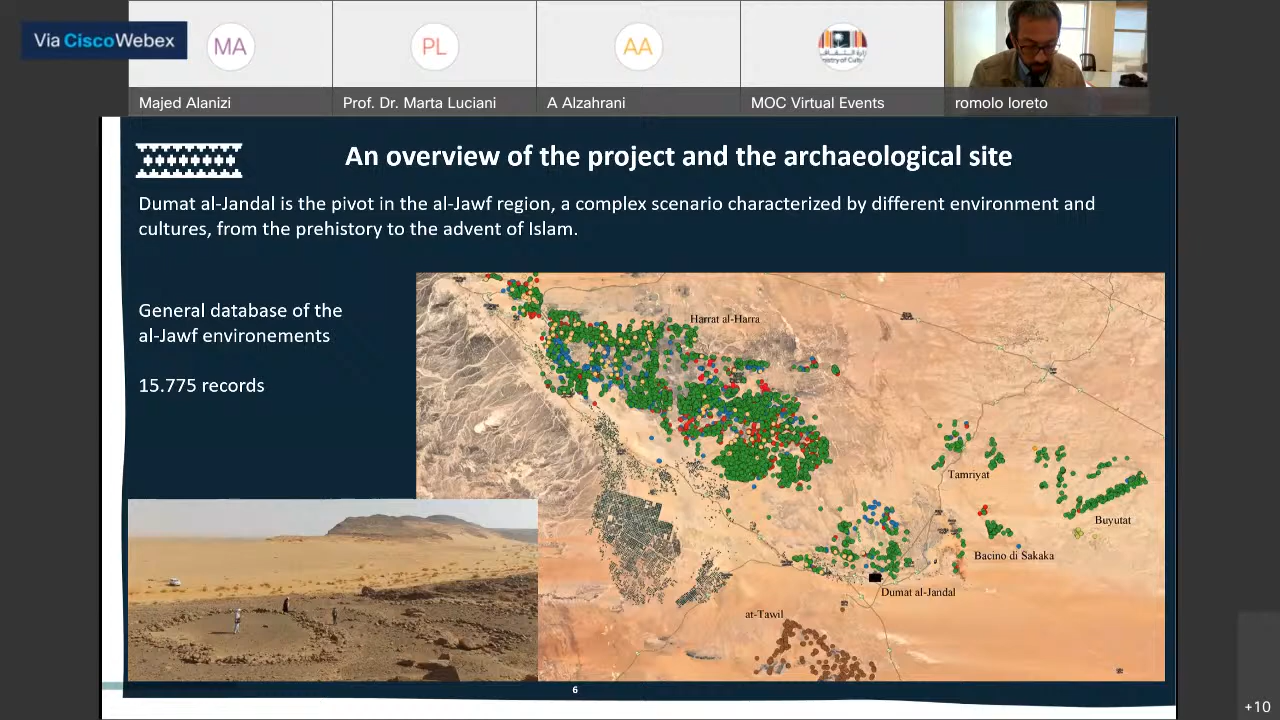 Via CiscoWebex
MA
PL
AA
Majed Alanizi
Prof. Dr. Marta Luciani
A Alzahrani
MOC Virtual Events
romolo loreto
An overview of the project and the archaeological site
Dumat al-Jandal is the pivot in the al-Jawf region, a complex scenario characterized by different environment and
cultures, from the prehistory to the advent of Islam.
General database of the
al-Jawf environements
15.775 records
Harrat al-Harra
Tamriyat
Buyutat
Bacino di Sakaka
Dumat al-Jandal
at-Tawil
6
+10